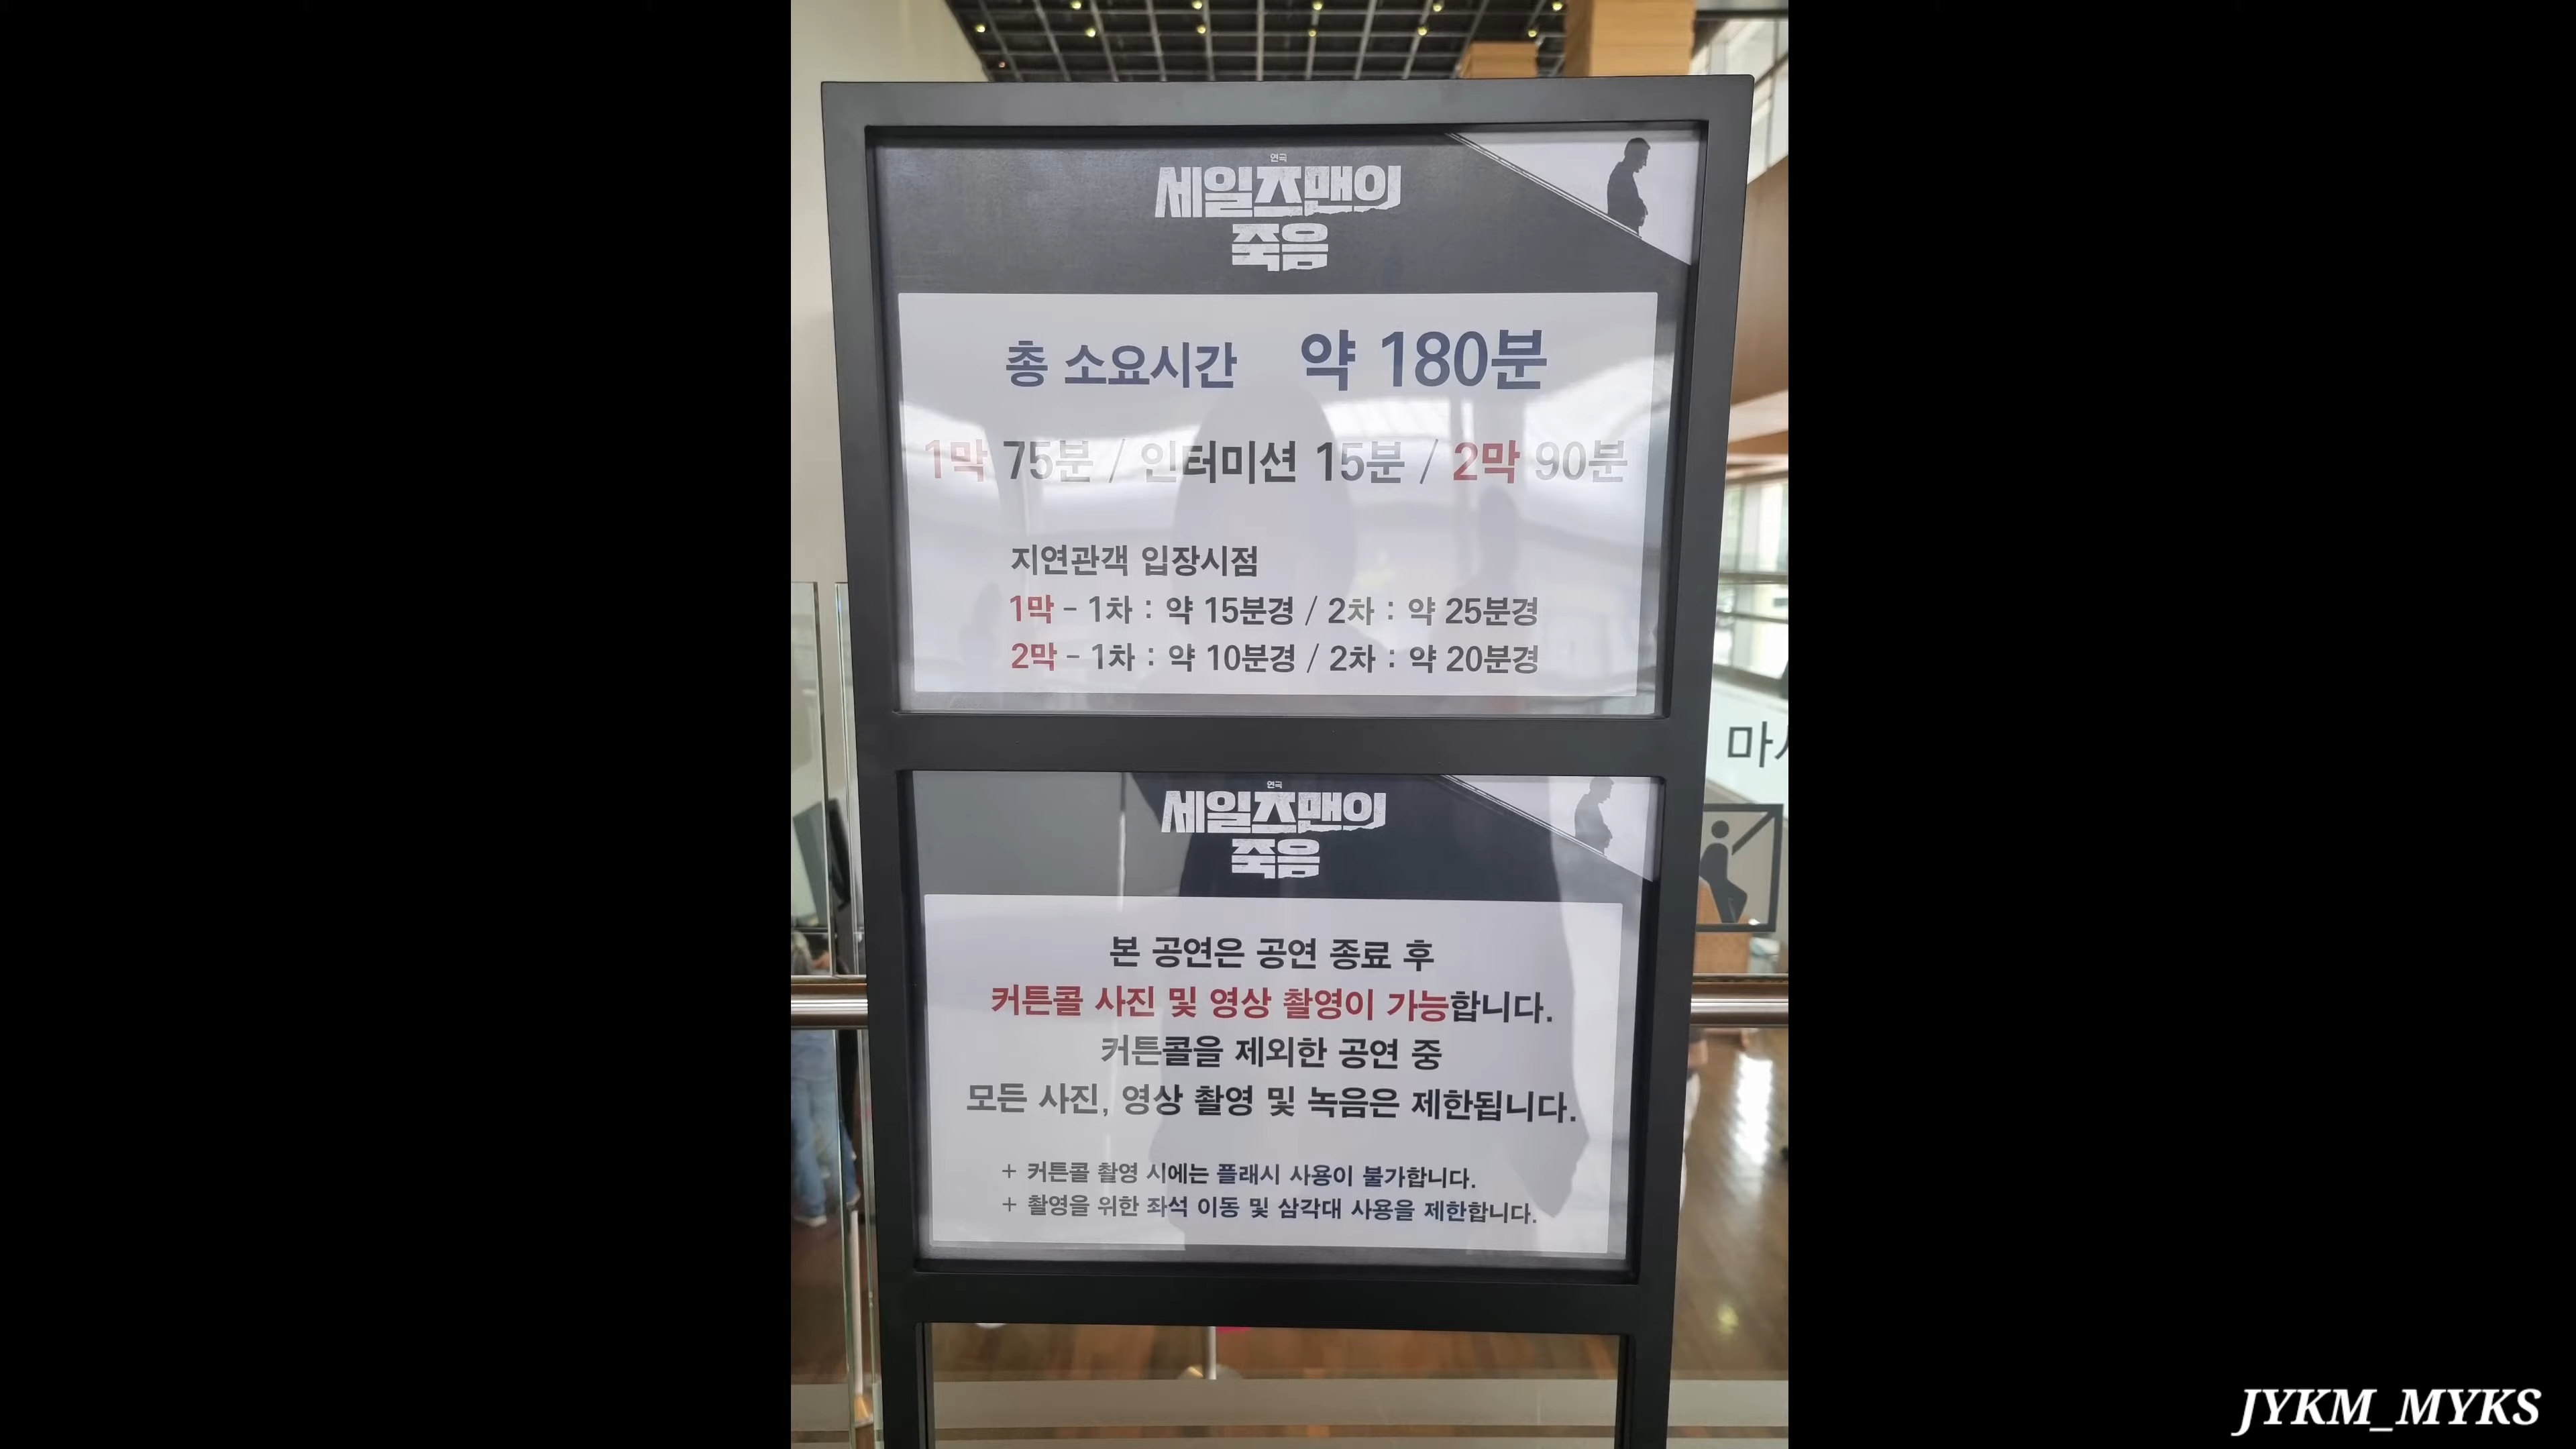 연극
세일즈맨의
죽음
총 소요시간 약 180분
1막 75분 / 인터미션 15분 / 2막 90분
지연관객 입장시점
1막 - 1차 : 약 15분경 / 2차 : 약 25분경
2막 - 1차 : 약 10분경 / 2차 : 약 20분경
연극
세일즈맨의
죽음
본 공연은 공연 종료 후
커튼콜 사진 및 영상 촬영이 가능합니다.
커튼콜을 제외한 공연 중
모든 사진, 영상 촬영 및 녹음은 제한됩니다.
+ 커튼콜 촬영 시에는 플래시 사용이 불가합니다.
+ 촬영을 위한 좌석 이동 및 삼각대 사용을 제한합니다.
JYKM_MYKS